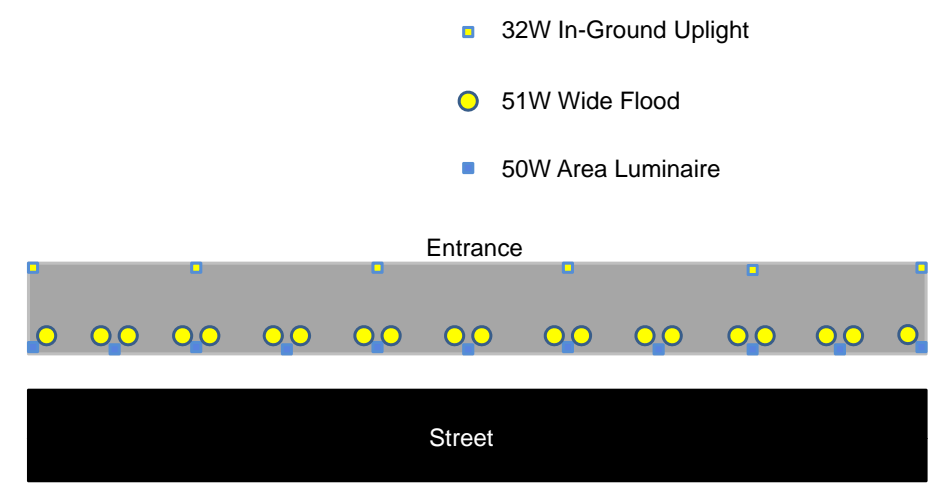 32W In-Ground Uplight
51W Wide Flood
50W Area Luminaire
Entrance
Street